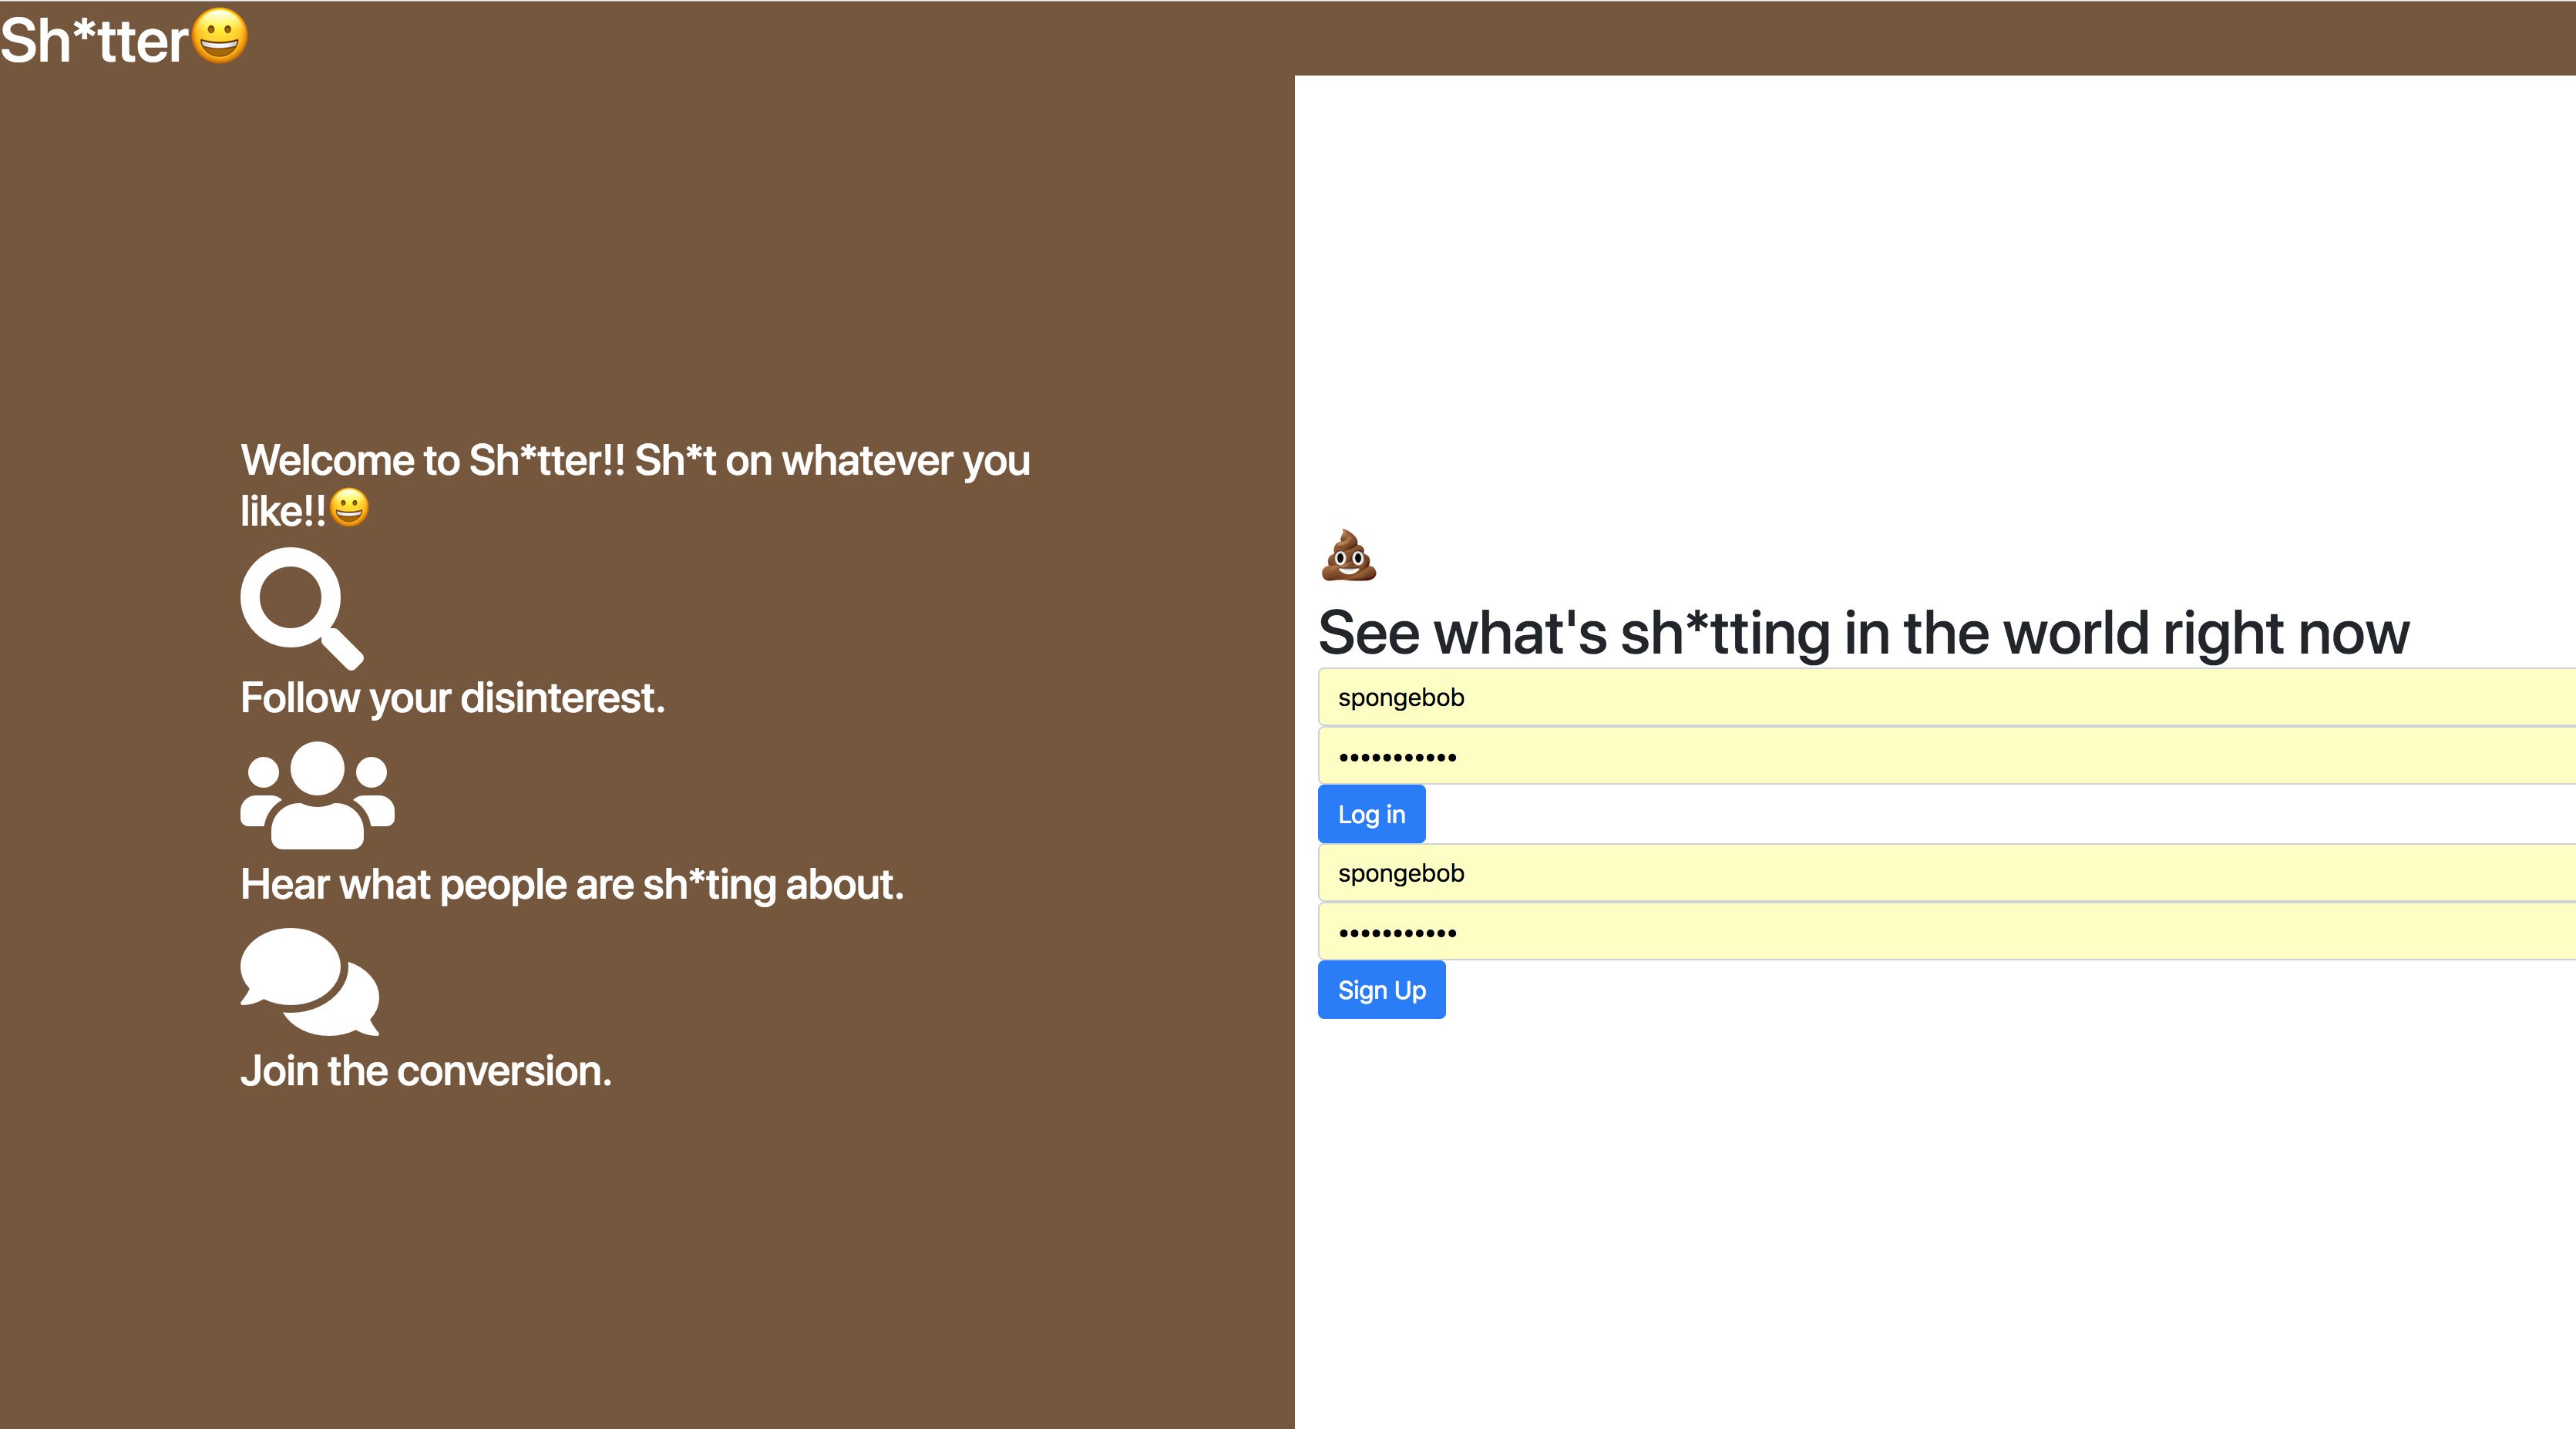 Sh*tter😀
Welcome to Sh*tter!! Sh*t on whatever you
like!!😀
Follow your disinterest.
Hear what people are sh*ting about.
Join the conversion.
💩
See what's sh*tting in the world right now
spongebob
•••••••••••
Log in
spongebob
•••••••••••
Sign Up